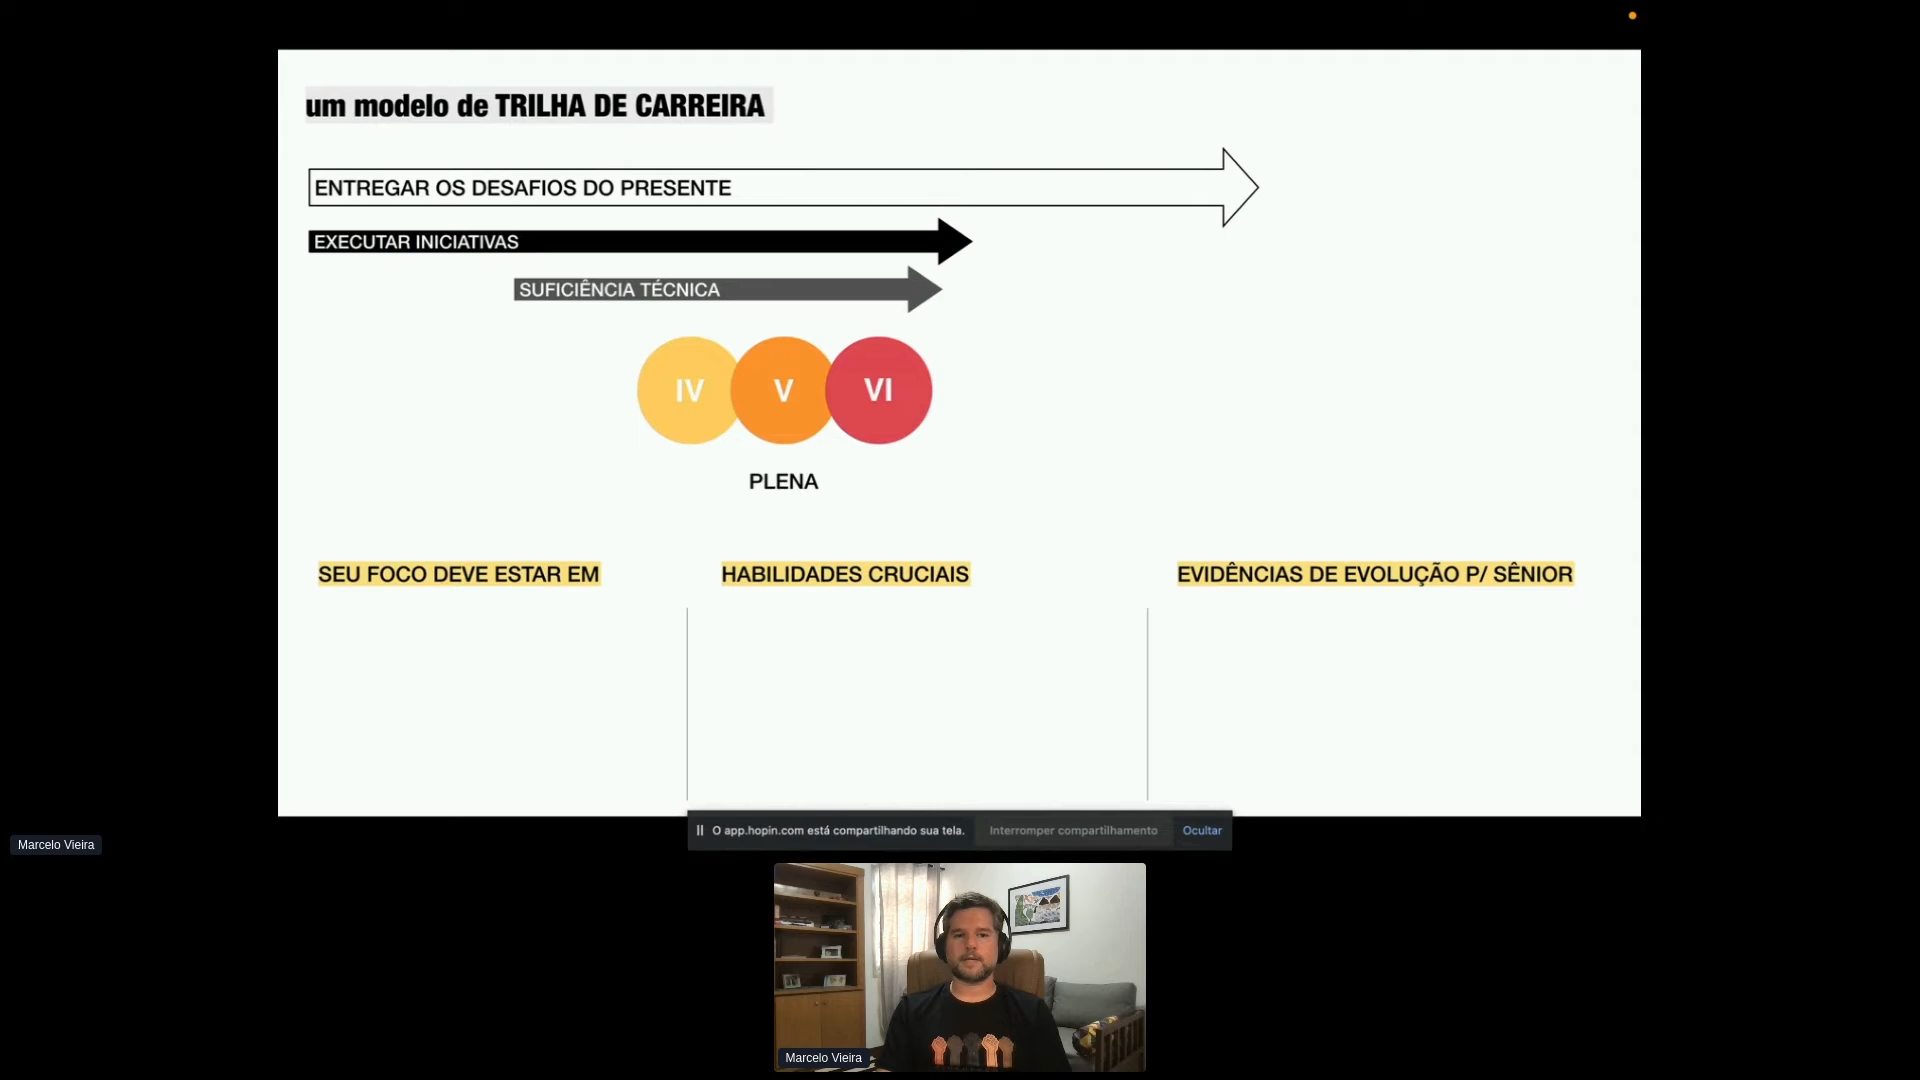 um modelo de TRILHA DE CARREIRA
ENTREGAR OS DESAFIOS DO PRESENTE
EXECUTAR INICIATIVAS
SUFICIÊNCIA TÉCNICA
IV V VI
PLENA
SEU FOCO DEVE ESTAR EM
HABILIDADES CRUCIAIS
EVIDÊNCIAS DE EVOLUÇÃO P/ SÊNIOR
O app.hopin.com está compartilhando sua tela. Interromper compartilhamento Ocultar
Marcelo Vieira
Marcelo Vieira